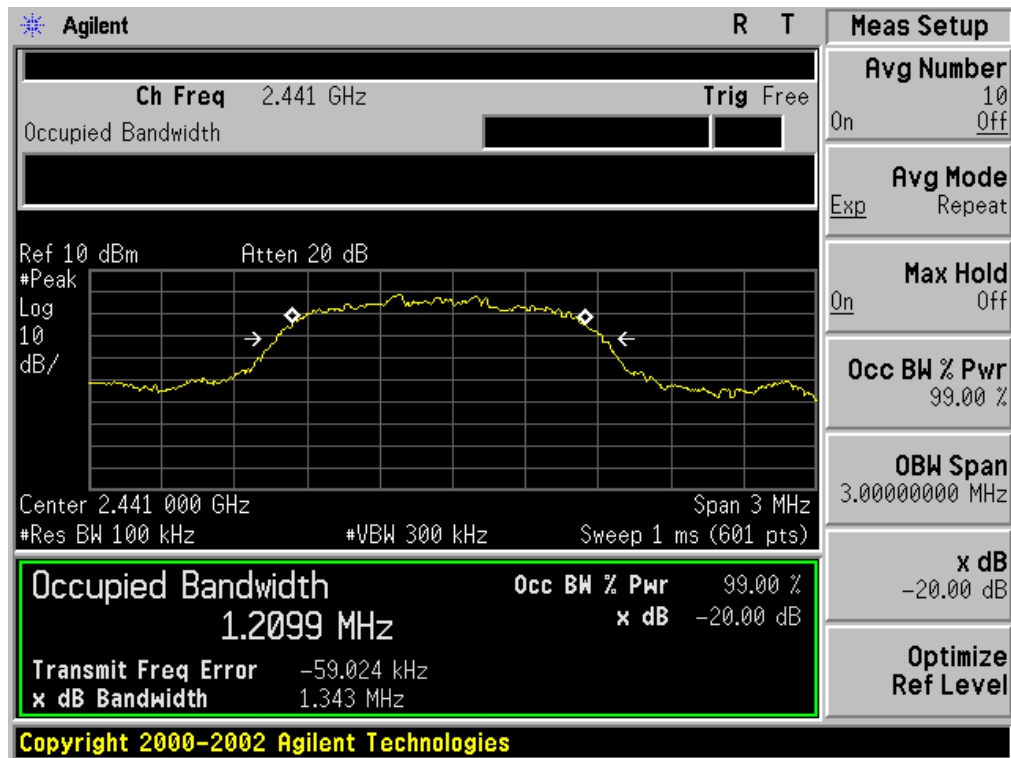 Agilent R T
Ch Freq 2.441 GHz Trig Free
Occupied Bandwidth
Ref 10 dBm Atten 20 dB
#Peak
Log
10
dB/
Center 2.441 000 GHz Span 3 MHz
#Res BW 100 kHz #VBW 300 kHz Sweep 1 ms (601 pts)
Occupied Bandwidth Occ BW % Pwr 99.00 %
1.2099 MHz x dB -20.00 dB
Transmit Freq Error -59.024 kHz
x dB Bandwidth 1.343 MHz
Copyright 2000-2002 Agilent Technologies
Meas Setup
Avg Number
10
On Off
Avg Mode
Exp Repeat
Max Hold
On Off
Occ BW % Pwr
99.00 %
OBW Span
3.00000000 MHz
x dB
-20.00 dB
Optimize
Ref Level